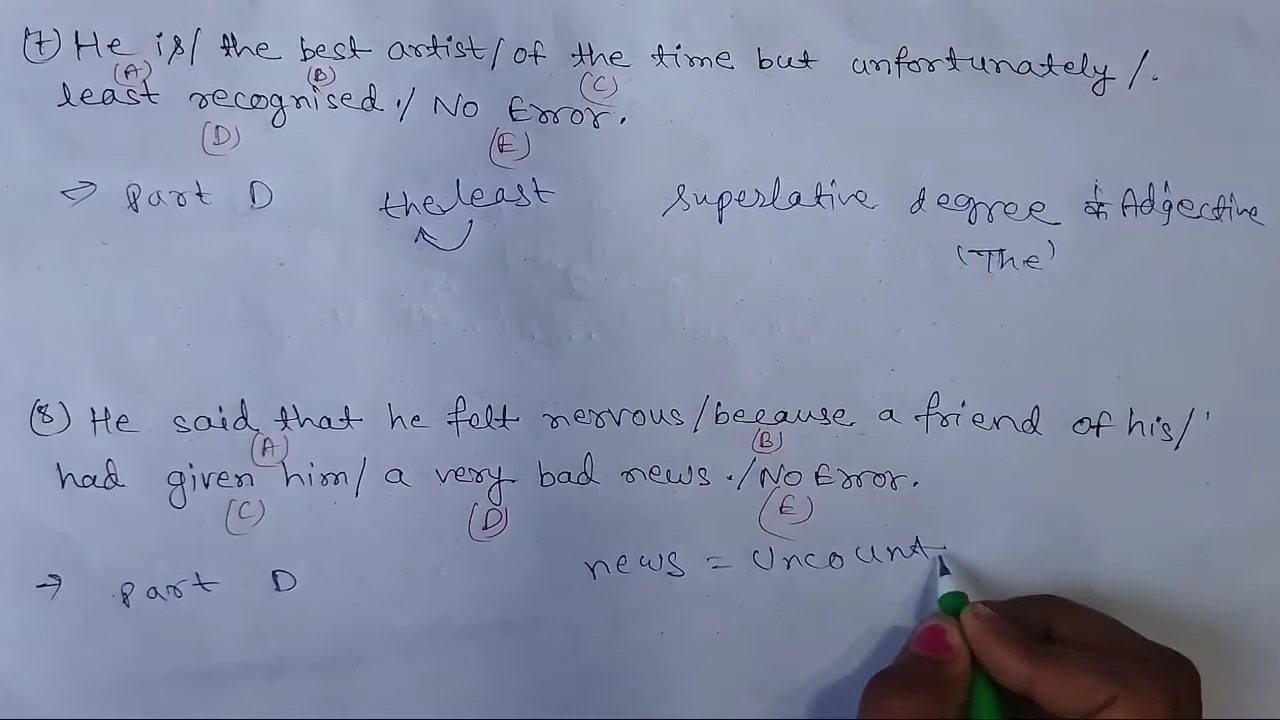 (7) He is/ the best artist/ of the time but unfortunately/.
(A) (B) (C)
least recognised./ No Error.
(D) (E)
⇒ Part D the least Superlative degree of Adjective
(The)
(8) He said that he felt nervous/because a friend of his/'
(A) (B)
had given him/ a very bad news./No Error.
(C) (D) (E)
→ Part D news = Uncount